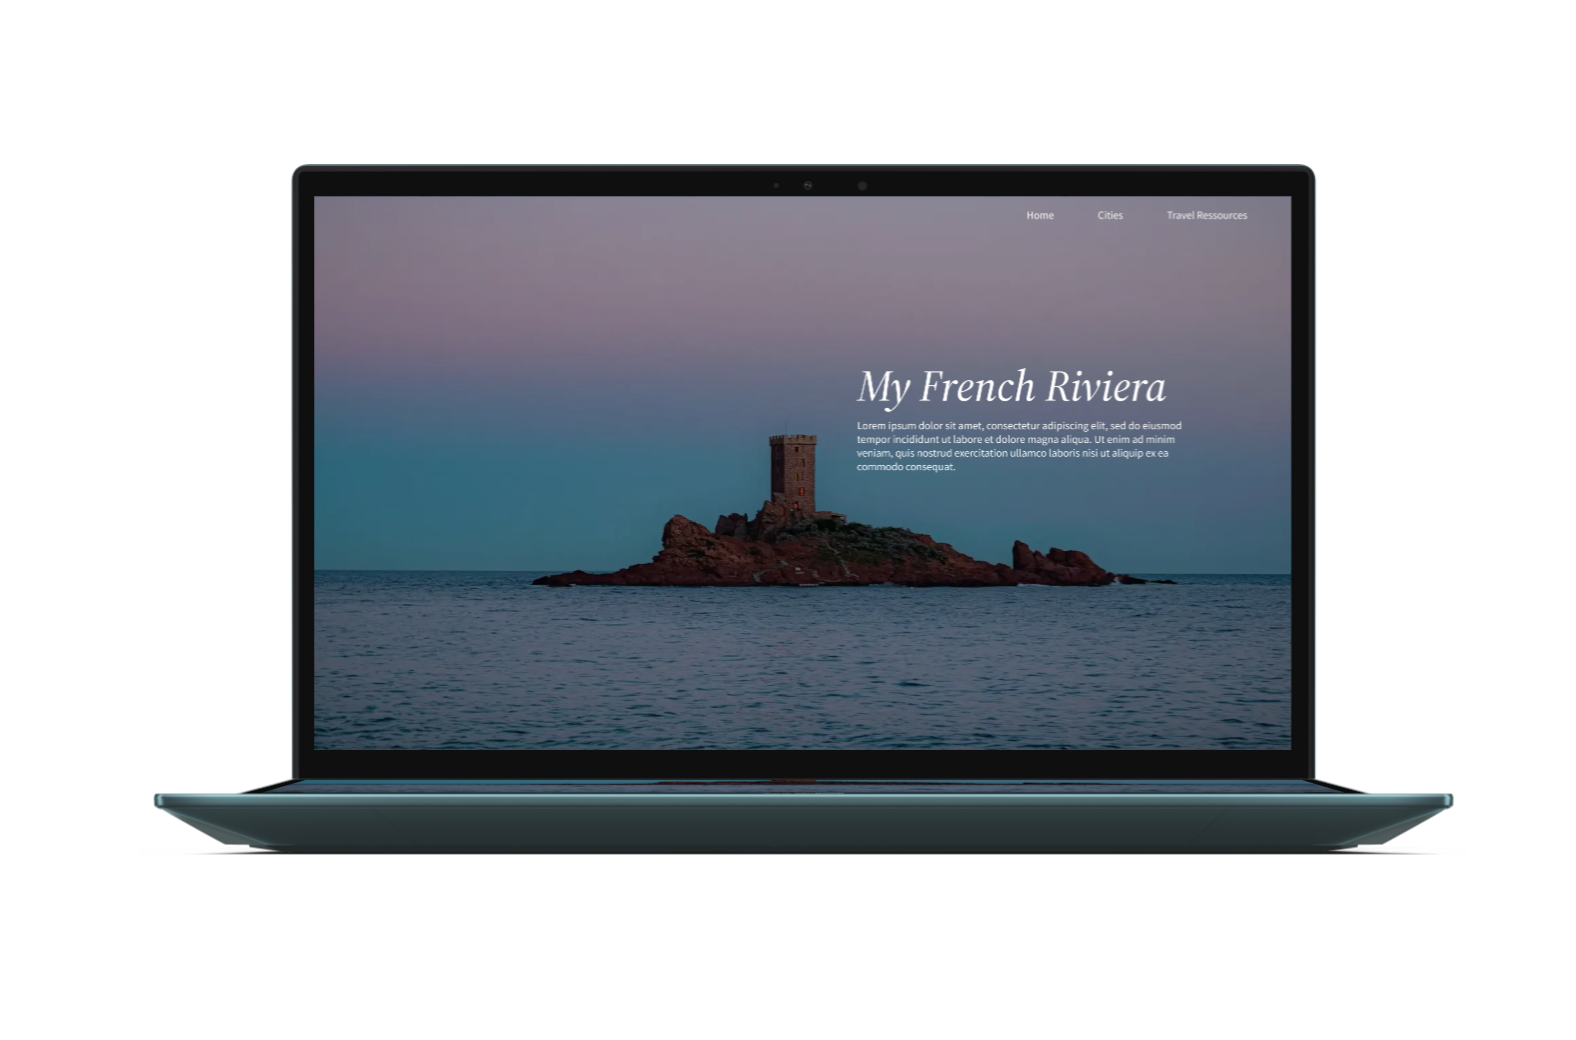 Home Cities Travel Ressources
My French Riviera
Lorem ipsum dolor sit amet, consectetur adipiscing elit, sed do eiusmod
tempor incididunt ut labore et dolore magna aliqua. Ut enim ad minim
veniam, quis nostrud exercitation ullamco laboris nisi ut aliquip ex ea
commodo consequat.